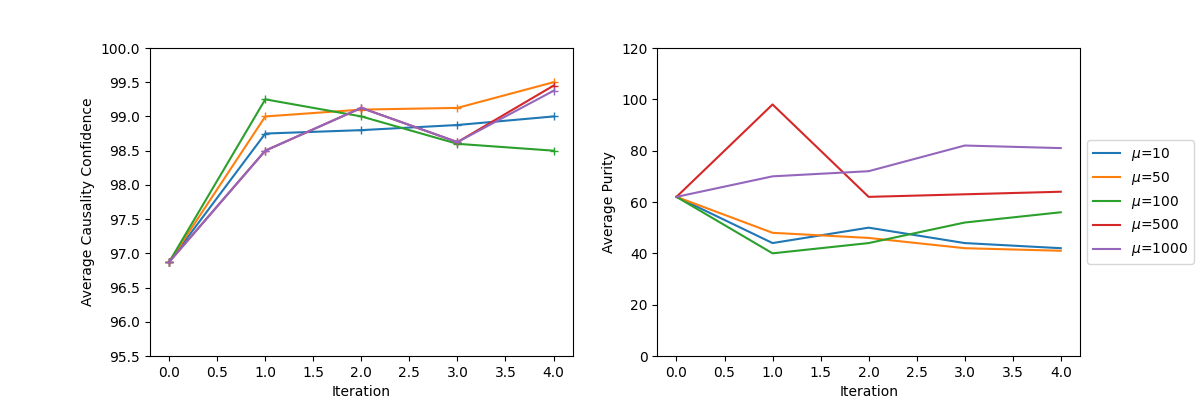 100.0
99.5
99.0
98.5
98.0
97.5
97.0
96.5
96.0
95.5
Average Causality Confidence
0.0 0.5 1.0 1.5 2.0 2.5 3.0 3.5 4.0
Iteration
120
100
80
60
40
20
0
Average Purity
0.0 0.5 1.0 1.5 2.0 2.5 3.0 3.5 4.0
Iteration
μ=10
μ=50
μ=100
μ=500
μ=1000